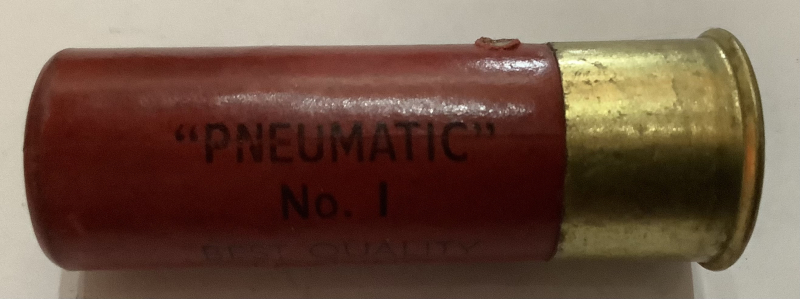 “PNEUMATIC”
No. 1
BEST QUALITY